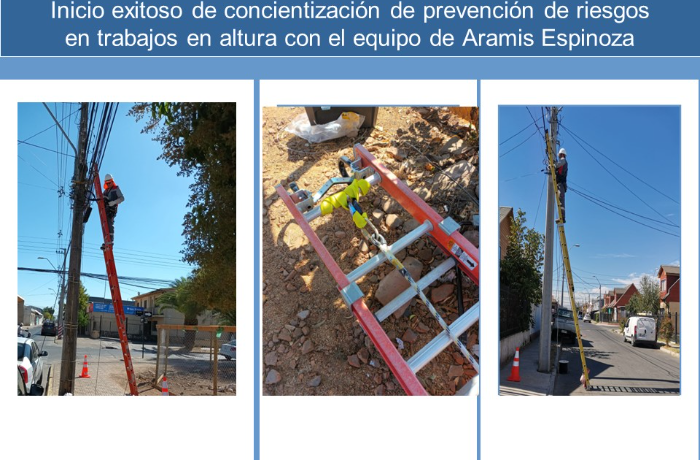 Inicio exitoso de concientización de prevención de riesgos
en trabajos en altura con el equipo de Aramis Espinoza